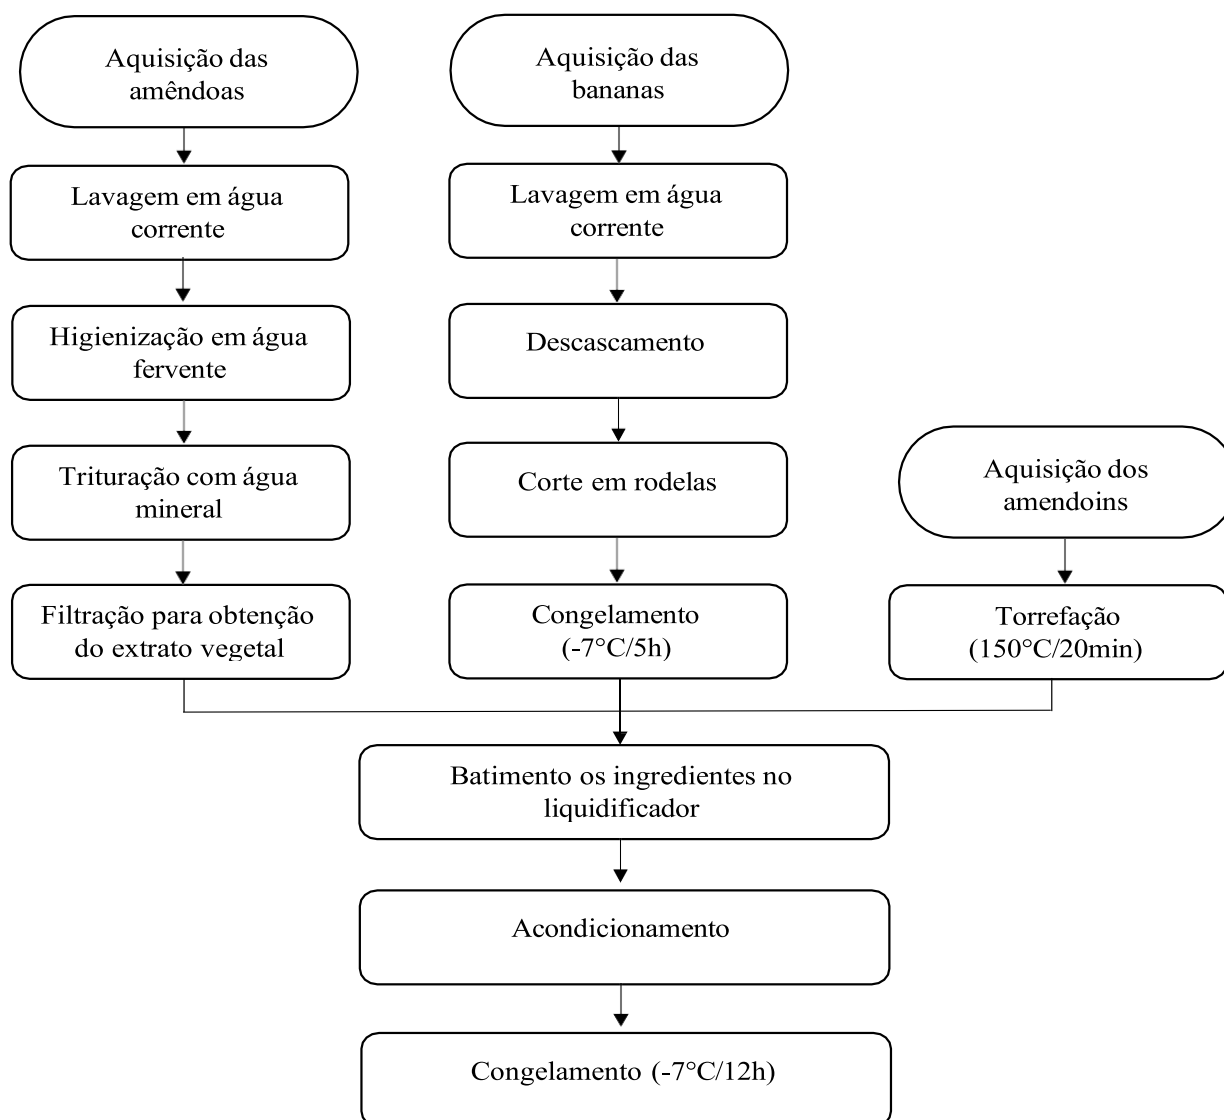 Aquisição das
amêndoas
Lavagem em água
corrente
Higienização em água
fervente
Trituração com água
mineral
Filtração para obtenção
do extrato vegetal
Aquisição das
bananas
Lavagem em água
corrente
Descascamento
Corte em rodelas
Congelamento
(-7°C/5h)
Aquisição dos
amendoins
Torrefação
(150°C/20min)
Batimento os ingredientes no
liquidificador
Acondicionamento
Congelamento (-7°C/12h)